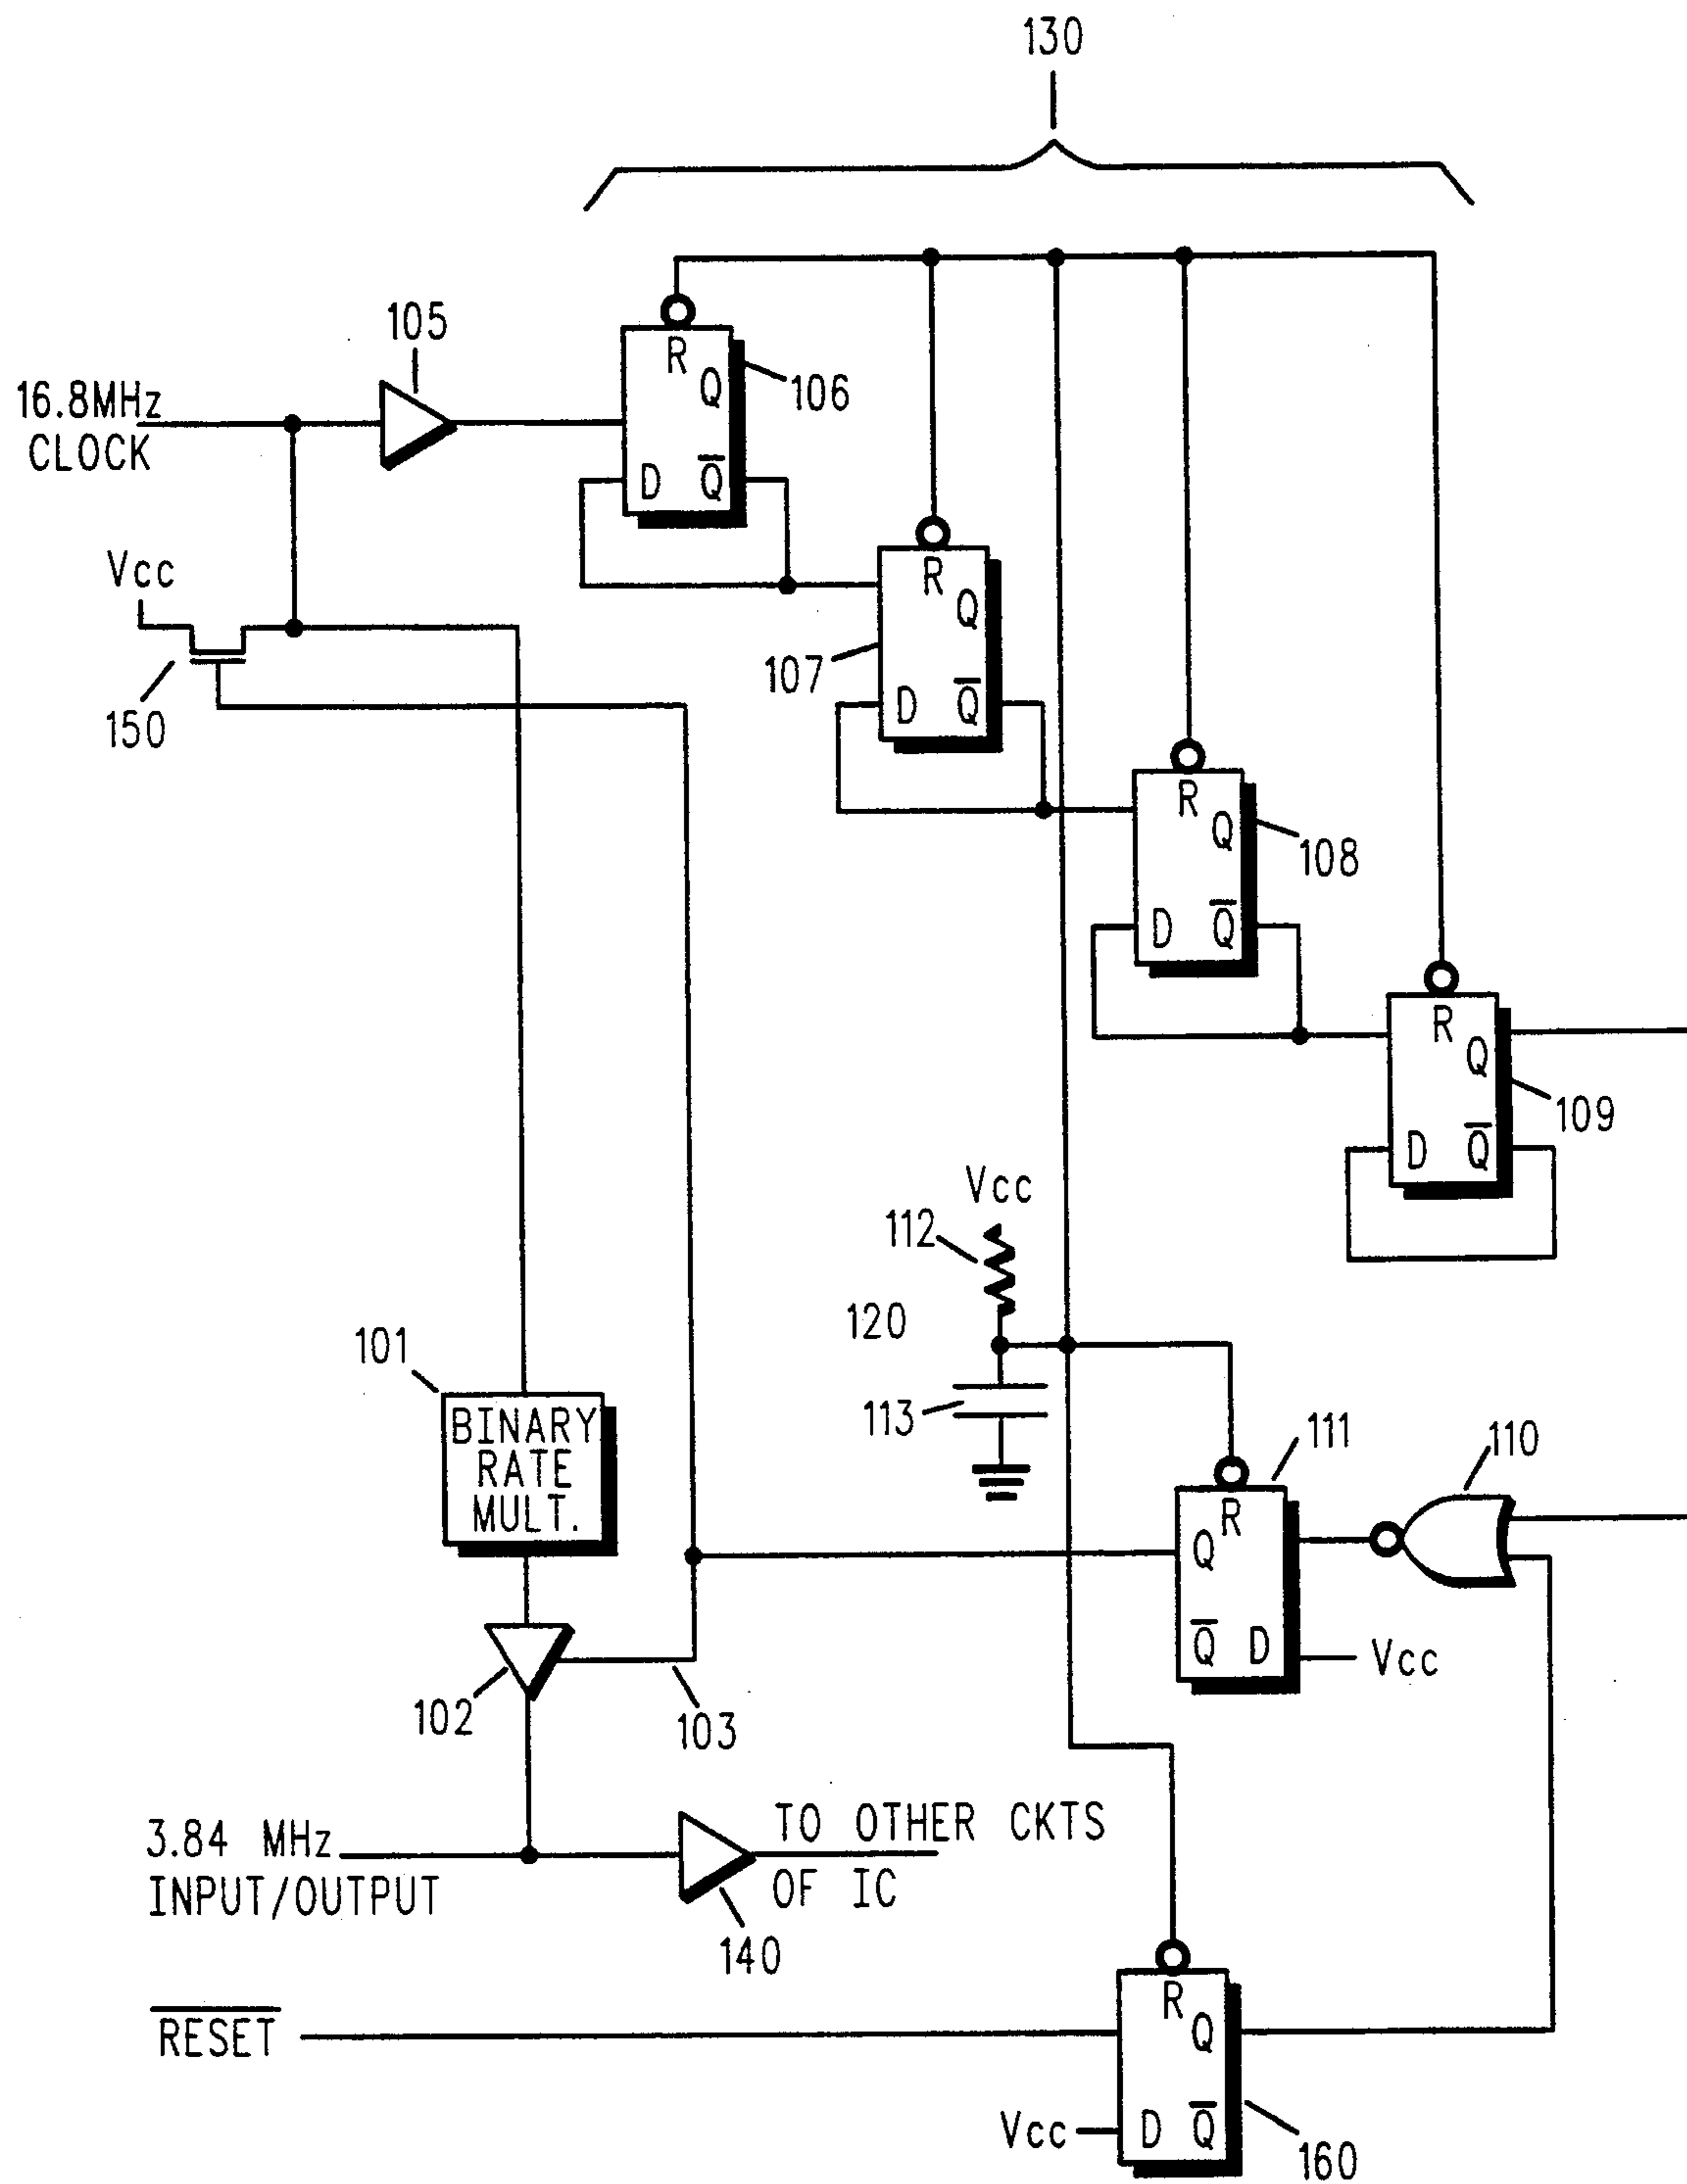 130
105
16.8MHz
CLOCK
R
Q
106
D Q̅
Vcc
150
R
Q
107
D Q̅
R
Q
108
D Q̅
R
Q
109
D Q̅
Vcc
112
120
113
101
BINARY
RATE
MULT.
111
110
R
Q
Q̅ D
Vcc
102
103
3.84 MHz
INPUT/OUTPUT
TO OTHER CKTS
OF IC
140
R̅E̅S̅E̅T̅
R
Q
Vcc
D Q̅
160